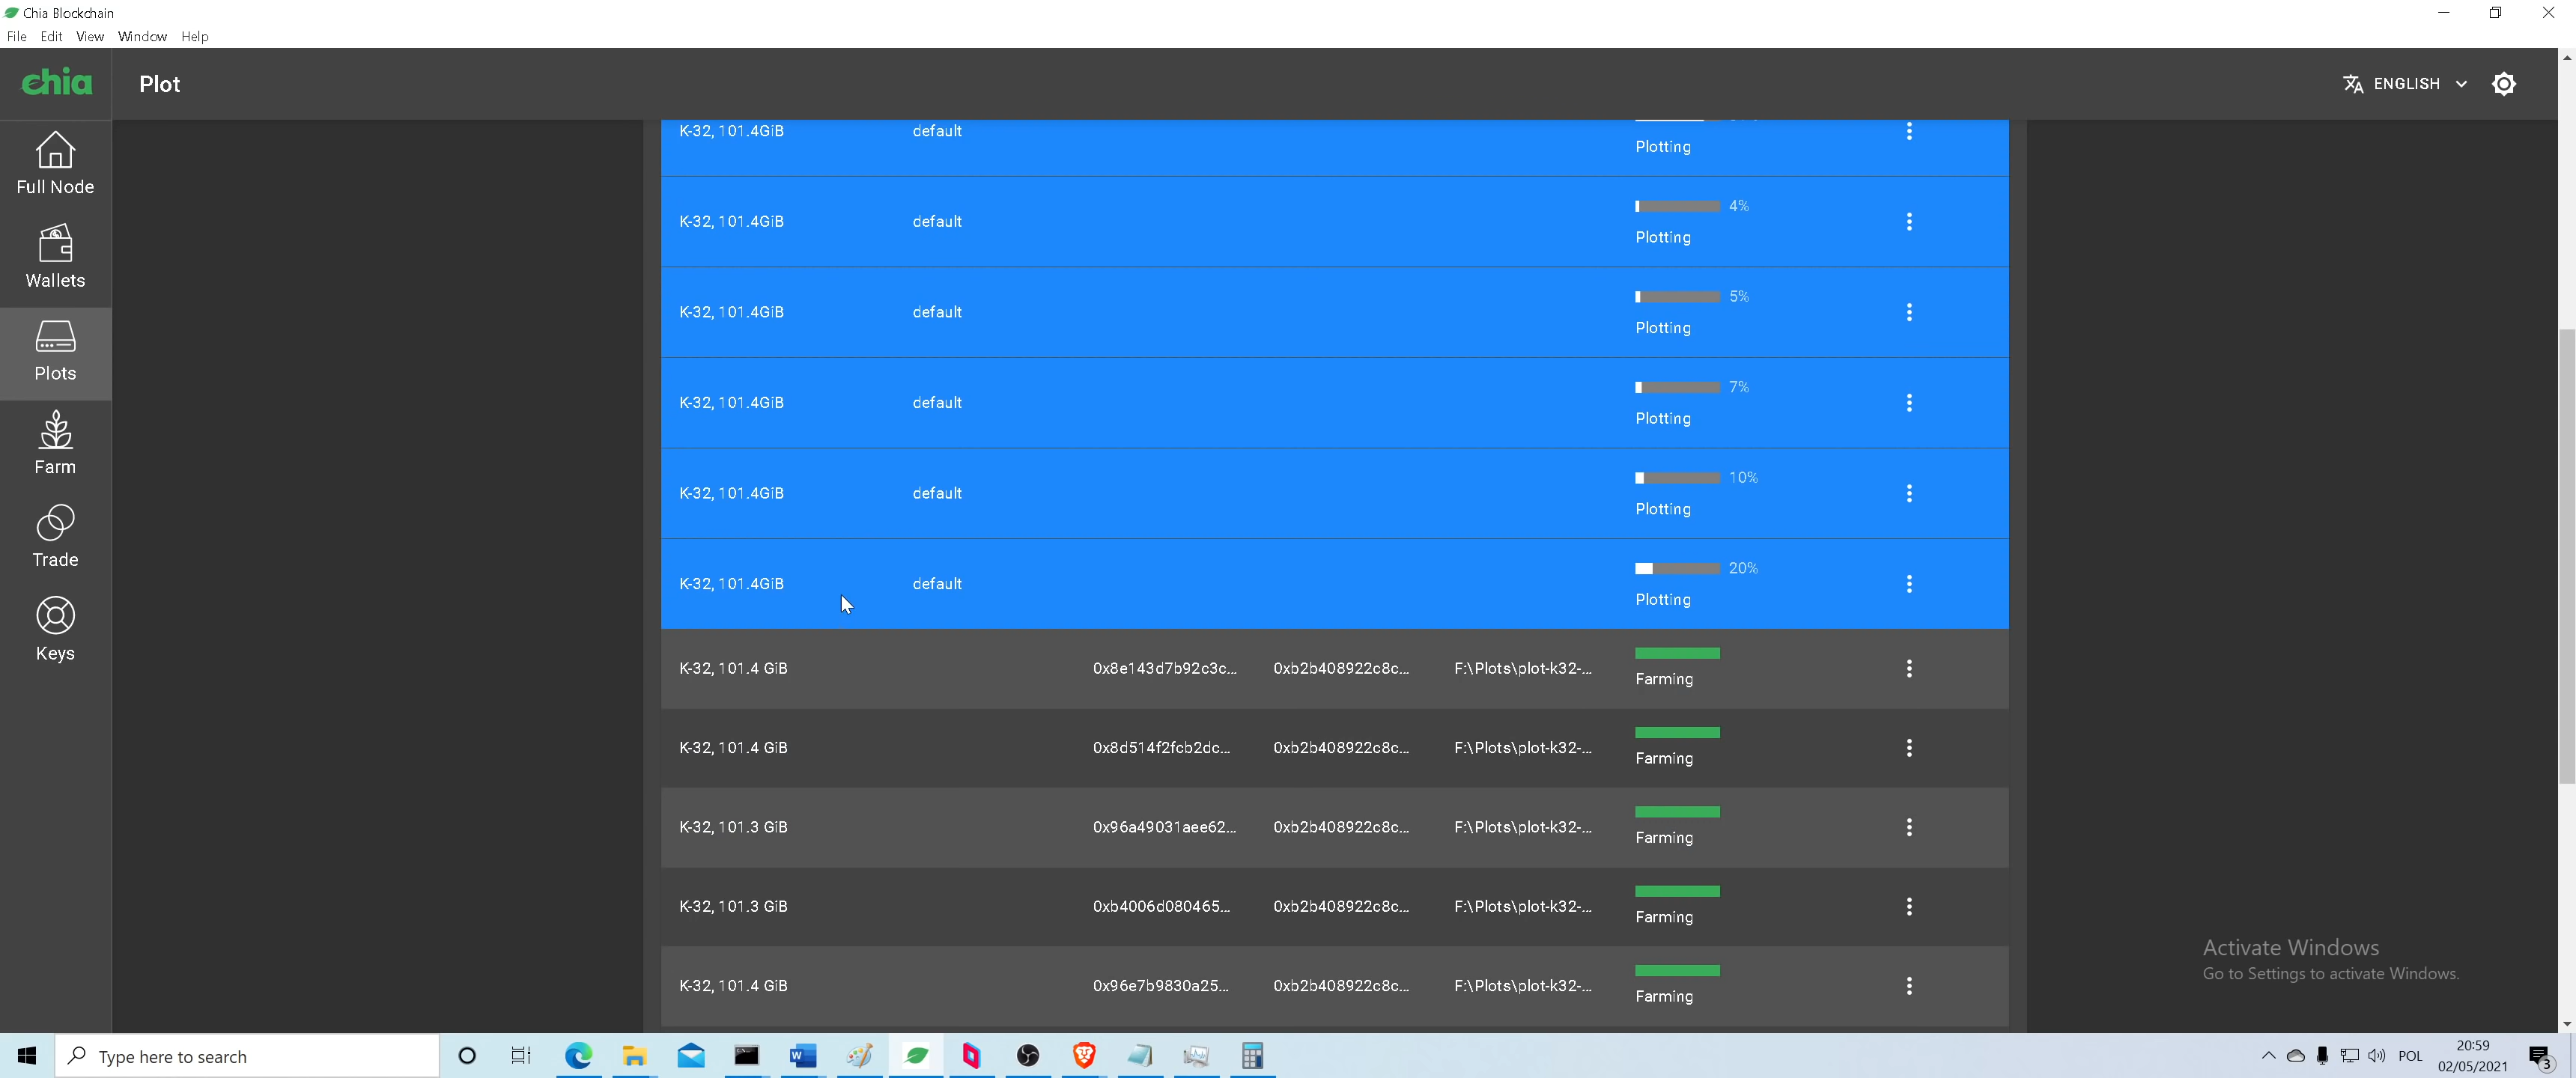 Chia Blockchain
File Edit View Window Help
chia
Plot
ENGLISH
Full Node
Wallets
Plots
Farm
Trade
Keys
K-32, 101.4GiB default
Plotting
K-32, 101.4GiB default 4%
Plotting
K-32, 101.4GiB default 5%
Plotting
K-32, 101.4GiB default 7%
Plotting
K-32, 101.4GiB default 10%
Plotting
K-32, 101.4GiB default 20%
Plotting
K-32, 101.4 GiB 0x8e143d7b92c3c... 0xb2b408922c8c... F:\Plots\plot-k32-...
Farming
K-32, 101.4 GiB 0x8d514f2fcb2dc... 0xb2b408922c8c... F:\Plots\plot-k32-...
Farming
K-32, 101.3 GiB 0x96a49031aee62... 0xb2b408922c8c... F:\Plots\plot-k32-...
Farming
K-32, 101.3 GiB 0xb4006d080465... 0xb2b408922c8c... F:\Plots\plot-k32-...
Farming
K-32, 101.4 GiB 0x96e7b9830a25... 0xb2b408922c8c... F:\Plots\plot-k32-...
Farming
Activate Windows
Go to Settings to activate Windows.
Type here to search
POL
20:59
02/05/2021
3